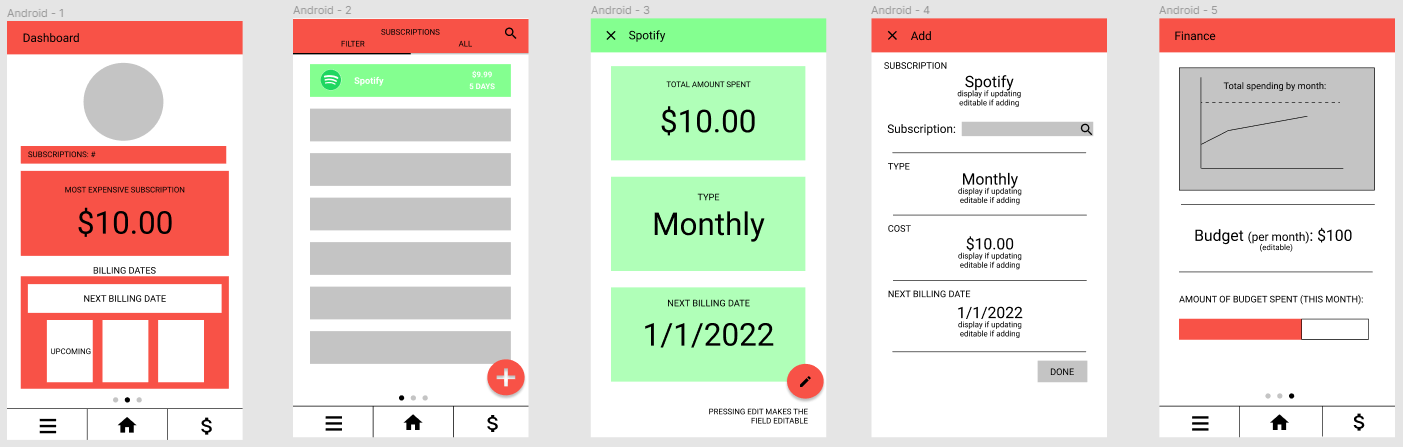 Android - 1
Dashboard
SUBSCRIPTIONS: #
MOST EXPENSIVE SUBSCRIPTION
$10.00
BILLING DATES
NEXT BILLING DATE
UPCOMING
$
Android - 2
SUBSCRIPTIONS
FILTER
ALL
Spotify
$9.99
5 DAYS
$
Android - 3
Spotify
TOTAL AMOUNT SPENT
$10.00
TYPE
Monthly
NEXT BILLING DATE
1/1/2022
PRESSING EDIT MAKES THE
FIELD EDITABLE
Android - 4
Add
SUBSCRIPTION
Spotify
display if updating
editable if adding
Subscription:
TYPE
Monthly
display if updating
editable if adding
COST
$10.00
display if updating
editable if adding
NEXT BILLING DATE
1/1/2022
display if updating
editable if adding
DONE
Android - 5
Finance
Total spending by month:
Budget (per month): $100
(editable)
AMOUNT OF BUDGET SPENT (THIS MONTH):
$